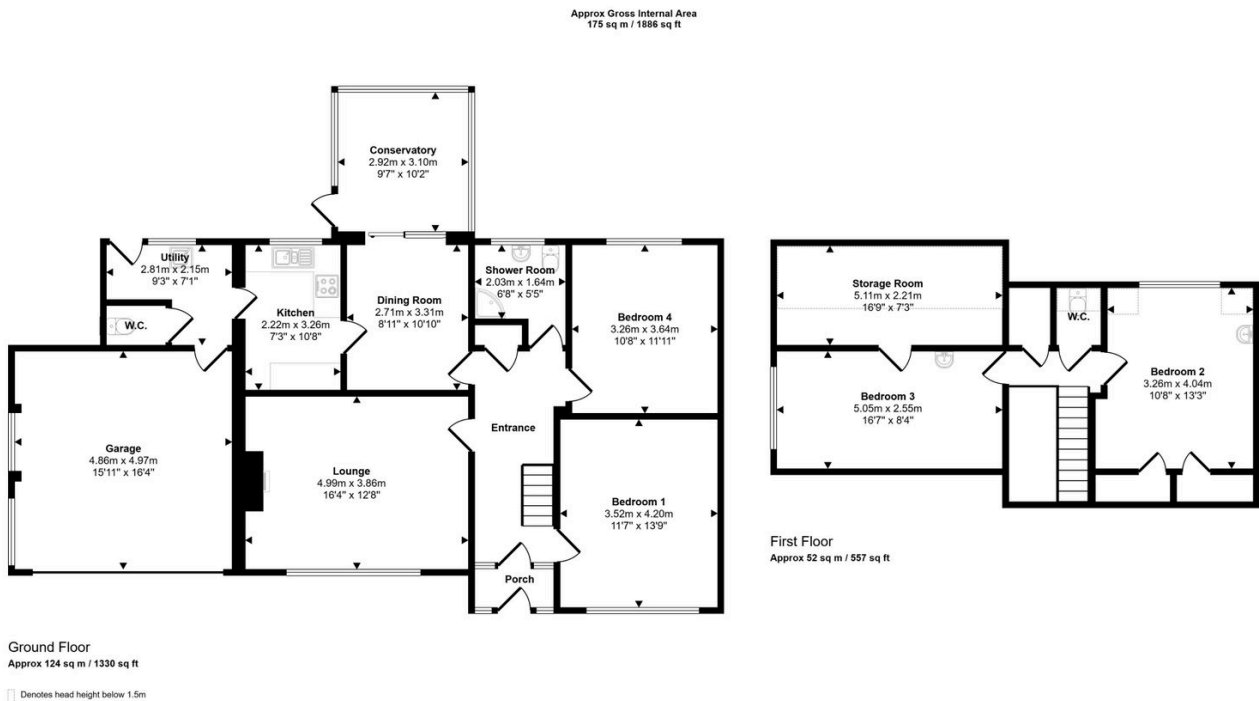 Approx Gross Internal Area
175 sq m / 1886 sq ft
Conservatory
2.92m x 3.10m
9'7" x 10'2"
Utility
2.81m x 2.15m
9'3" x 7'1"
W.C.
Kitchen
2.22m x 3.26m
7'3" x 10'8"
Dining Room
2.71m x 3.31m
8'11" x 10'10"
Shower Room
2.03m x 1.64m
6'8" x 5'5"
Bedroom 4
3.26m x 3.64m
10'8" x 11'11"
Garage
4.86m x 4.97m
15'11" x 16'4"
Lounge
4.99m x 3.86m
16'4" x 12'8"
Entrance
Bedroom 1
3.52m x 4.20m
11'7" x 13'9"
Porch
Ground Floor
Approx 124 sq m / 1330 sq ft
Denotes head height below 1.5m
Storage Room
5.11m x 2.21m
16'9" x 7'3"
W.C.
Bedroom 2
3.26m x 4.04m
10'8" x 13'3"
Bedroom 3
5.05m x 2.55m
16'7" x 8'4"
First Floor
Approx 52 sq m / 557 sq ft